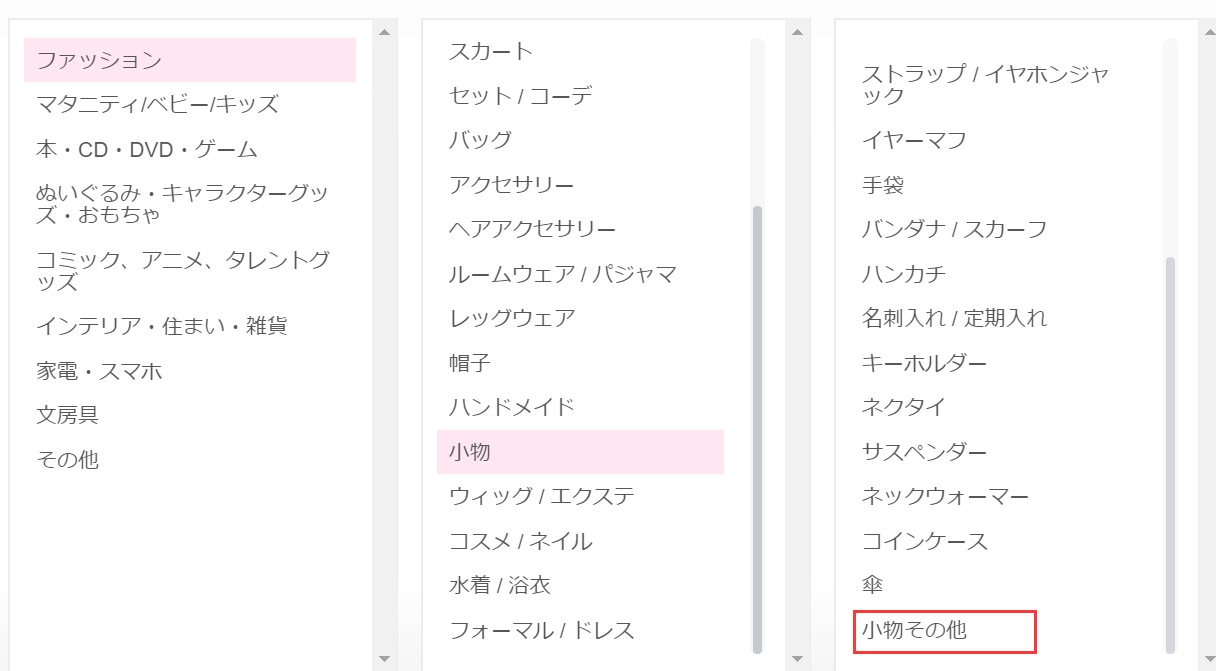 ファッション
マタニティ/ベビー/キッズ
本・CD・DVD・ゲーム
ぬいぐるみ・キャラクターグッ
ズ・おもちゃ
コミック、アニメ、タレントグ
ッズ
インテリア・住まい・雑貨
家電・スマホ
文房具
その他
スカート
セット / コーデ
バッグ
アクセサリー
ヘアアクセサリー
ルームウェア / パジャマ
レッグウェア
帽子
ハンドメイド
小物
ウィッグ / エクステ
コスメ / ネイル
水着 / 浴衣
フォーマル / ドレス
ストラップ / イヤホンジャ
ック
イヤーマフ
手袋
バンダナ / スカーフ
ハンカチ
名刺入れ / 定期入れ
キーホルダー
ネクタイ
サスペンダー
ネックウォーマー
コインケース
傘
小物その他